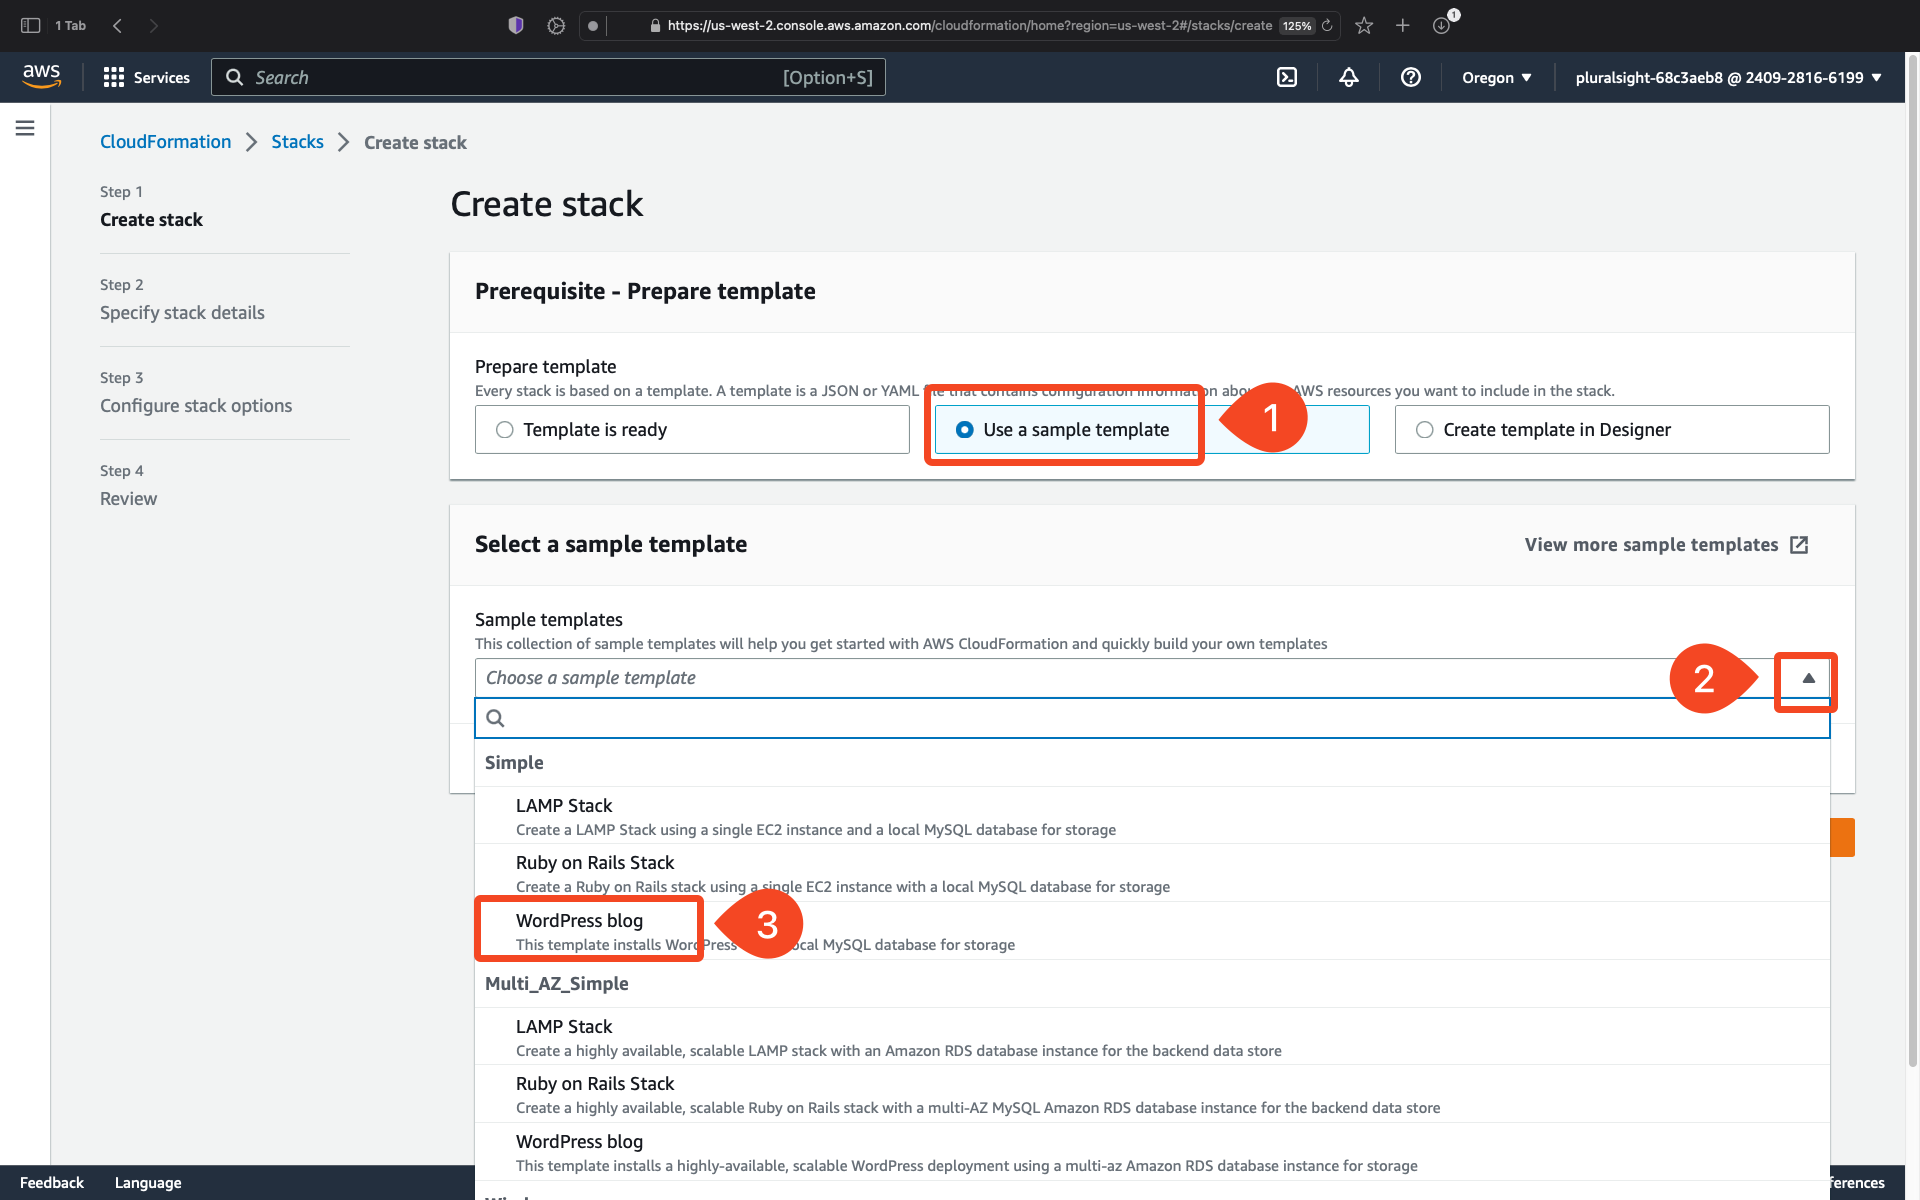 1 Tab
https://us-west-2.console.aws.amazon.com/cloudformation/home?region=us-west-2#/stacks/create 125%
1
aws
Services
Search [Option+S]
Oregon ▼
pluralsight-68c3aeb8 @ 2409-2816-6199 ▼
CloudFormation > Stacks > Create stack
Step 1
Create stack
Step 2
Specify stack details
Step 3
Configure stack options
Step 4
Review
Create stack
Prerequisite - Prepare template
Prepare template
Every stack is based on a template. A template is a JSON or YAML file that contains configuration information about AWS resources you want to include in the stack.
Template is ready
Use a sample template
1
Create template in Designer
Select a sample template
View more sample templates
Sample templates
This collection of sample templates will help you get started with AWS CloudFormation and quickly build your own templates
Choose a sample template
2
Simple
LAMP Stack
Create a LAMP Stack using a single EC2 instance and a local MySQL database for storage
Ruby on Rails Stack
Create a Ruby on Rails stack using a single EC2 instance with a local MySQL database for storage
WordPress blog
3
This template installs WordPress local MySQL database for storage
Multi_AZ_Simple
LAMP Stack
Create a highly available, scalable LAMP stack with an Amazon RDS database instance for the backend data store
Ruby on Rails Stack
Create a highly available, scalable Ruby on Rails stack with a multi-AZ MySQL Amazon RDS database instance for the backend data store
WordPress blog
This template installs a highly-available, scalable WordPress deployment using a multi-az Amazon RDS database instance for storage
Feedback
Language
ferences